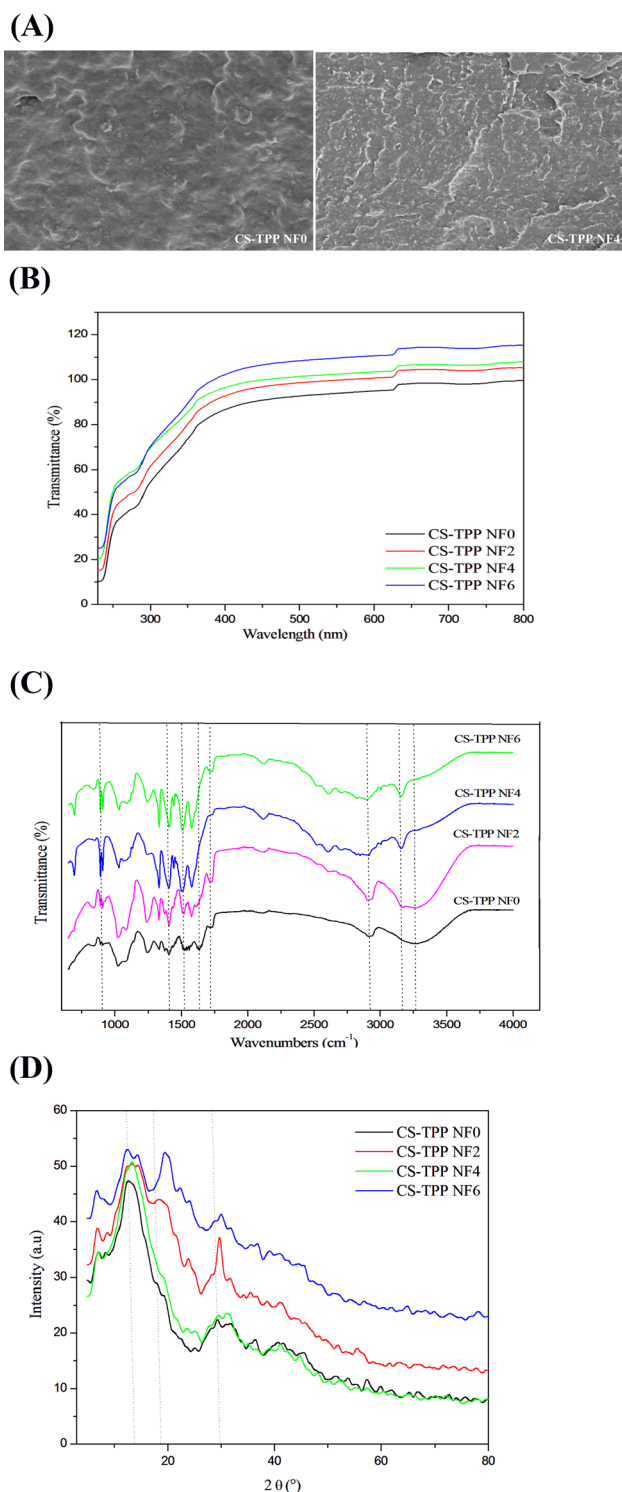 (A)
CS-TPP NF0
CS-TPP NF4
(B)
120
100
80
60
40
20
0
300
400
500
600
700
800
Transmittance (%)
Wavelength (nm)
CS-TPP NF0
CS-TPP NF2
CS-TPP NF4
CS-TPP NF6
(C)
CS-TPP NF6
CS-TPP NF4
CS-TPP NF2
CS-TPP NF0
Transmittance (%)
1000
1500
2000
2500
3000
3500
4000
Wavenumbers (cm⁻¹)
(D)
60
50
40
30
20
10
0
20
40
60
80
Intensity (a.u)
2 θ (°)
CS-TPP NF0
CS-TPP NF2
CS-TPP NF4
CS-TPP NF6